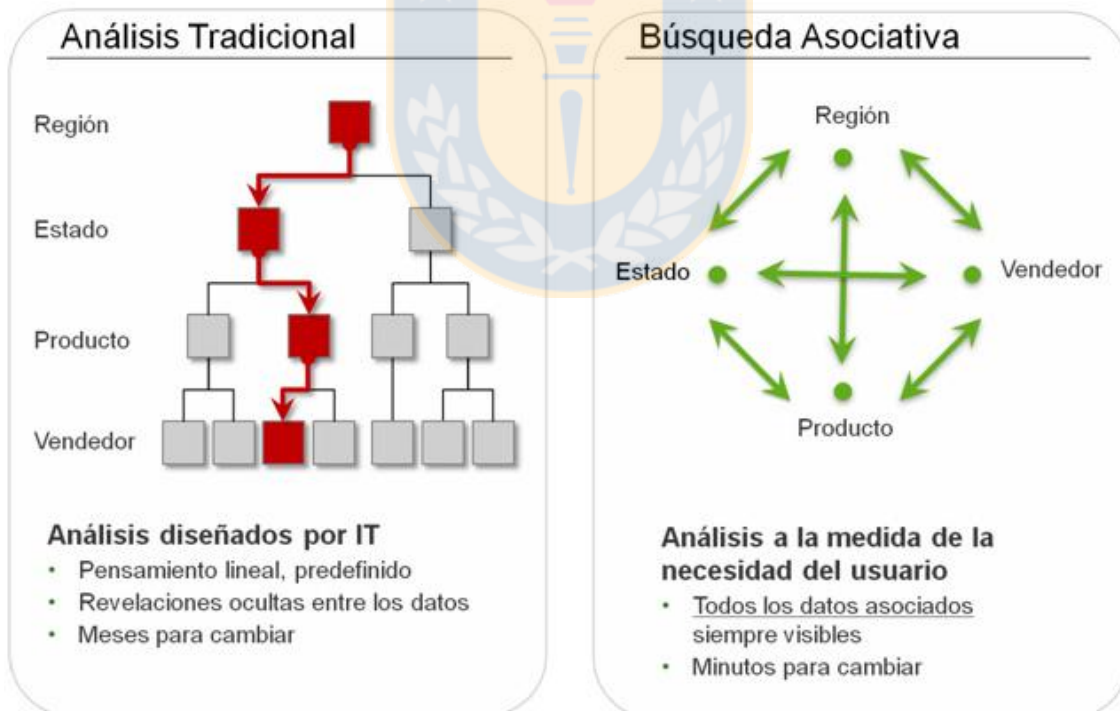 Análisis Tradicional
Región
Estado
Producto
Vendedor
Análisis diseñados por IT
• Pensamiento lineal, predefinido
• Revelaciones ocultas entre los datos
• Meses para cambiar
Búsqueda Asociativa
Región
Estado
Vendedor
Producto
Análisis a la medida de la
necesidad del usuario
• Todos los datos asociados
siempre visibles
• Minutos para cambiar